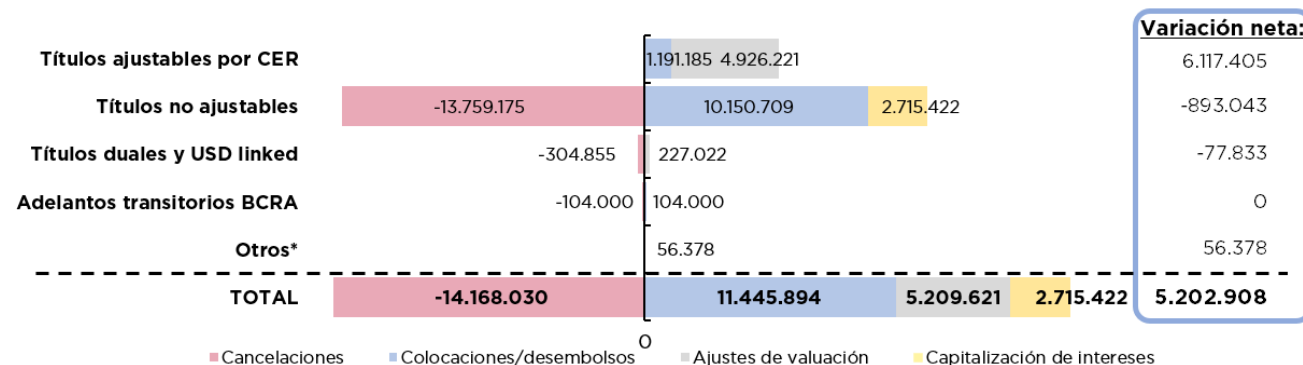 Variación neta:
Títulos ajustables por CER 1.191.185 4.926.221 6.117.405
Títulos no ajustables -13.759.175 10.150.709 2.715.422 -893.043
Títulos duales y USD linked -304.855 227.022 -77.833
Adelantos transitorios BCRA -104.000 104.000 0
Otros* 56.378 56.378
TOTAL -14.168.030 11.445.894 5.209.621 2.715.422 5.202.908
0
Cancelaciones Colocaciones/desembolsos Ajustes de valuación Capitalización de intereses